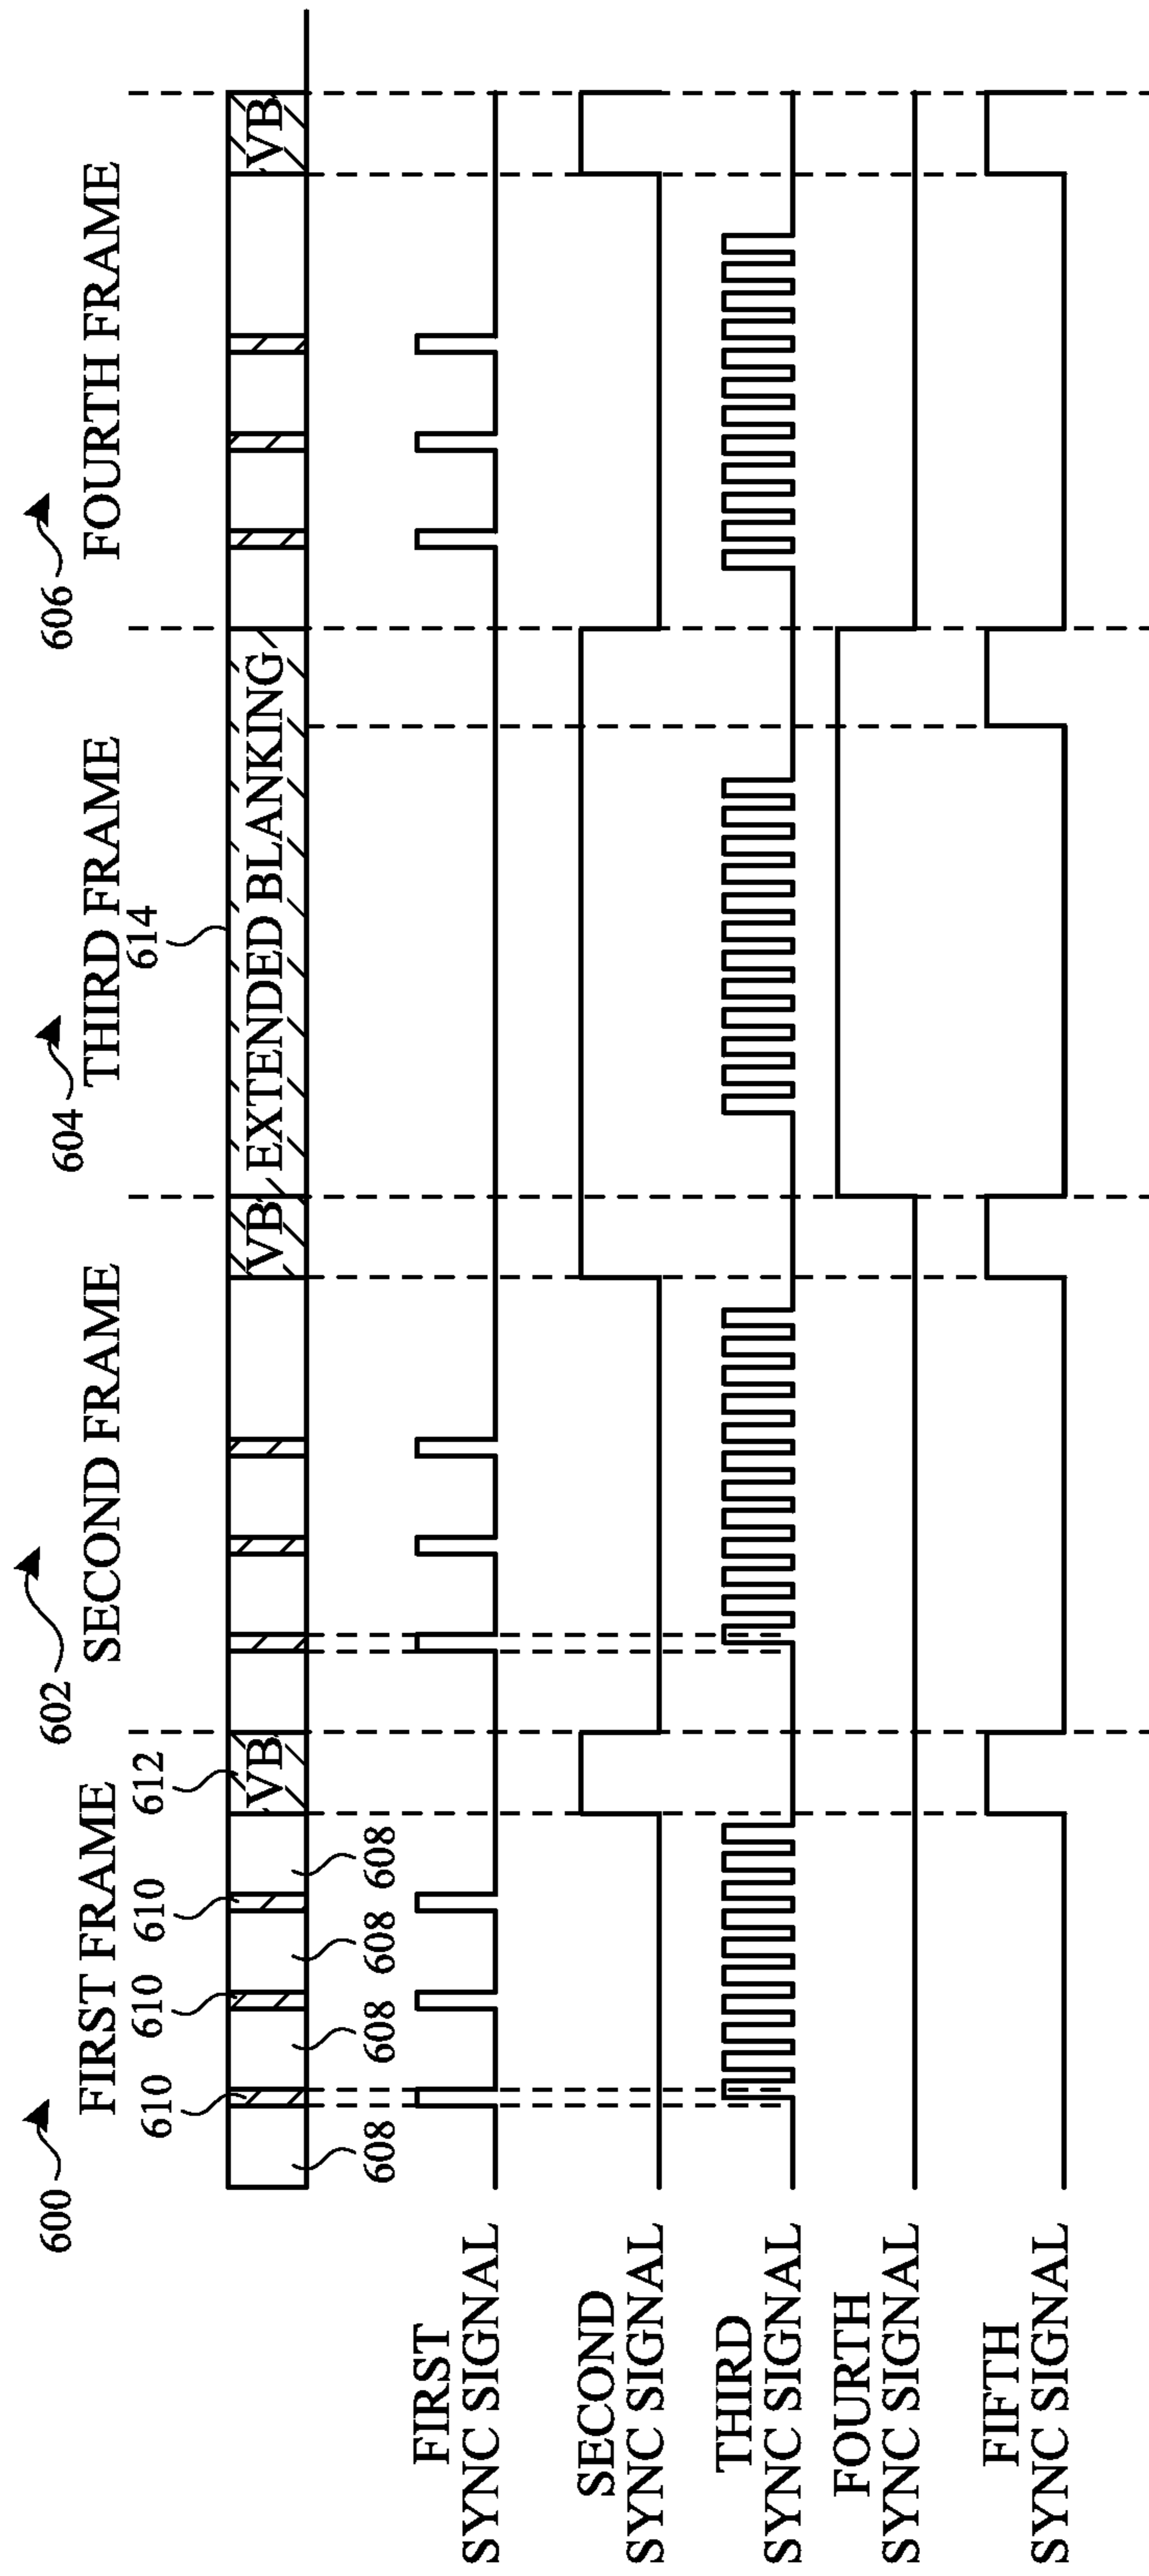 600
FIRST FRAME
602
SECOND FRAME
604
THIRD FRAME
606
FOURTH FRAME
610
610
610
612
614
VB
VB
EXTENDED BLANKING
VB
608
608
608
608
FIRST
SYNC SIGNAL
SECOND
SYNC SIGNAL
THIRD
SYNC SIGNAL
FOURTH
SYNC SIGNAL
FIFTH
SYNC SIGNAL